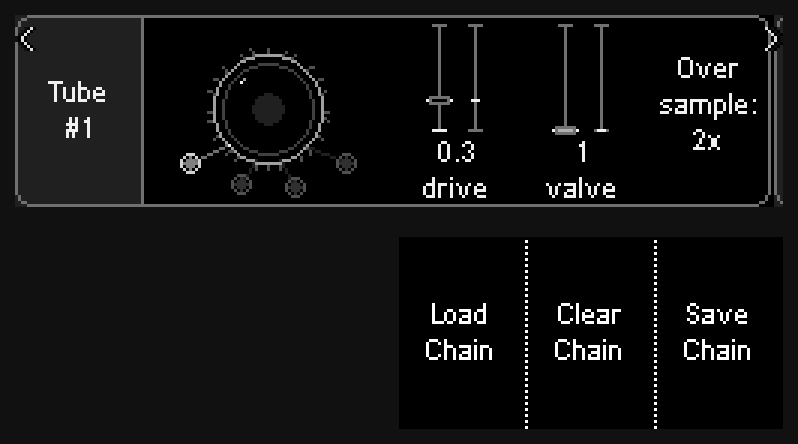 Tube
#1
0.3
drive
1
valve
Over
sample:
2x
Load
Chain
Clear
Chain
Save
Chain